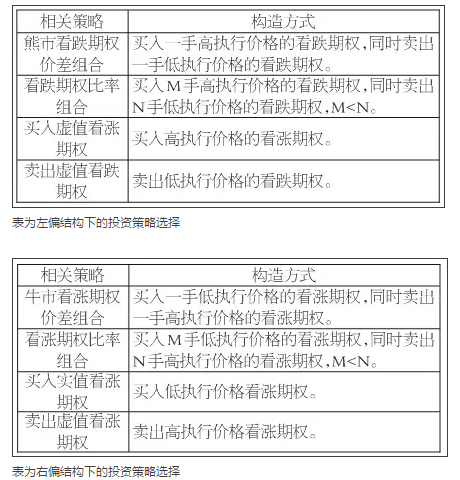 相关策略 构造方式
熊市看跌期权 买入一手高执行价格的看跌期权,同时卖出
价差组合 一手低执行价格的看跌期权。
看跌期权比率 买入M手高执行价格的看跌期权,同时卖出
组合 N手低执行价格的看跌期权,M<N。
买入虚值看涨
期权
买入高执行价格的看涨期权。
卖出虚值看跌
期权
卖出低执行价格的看跌期权。
表为左偏结构下的投资策略选择
相关策略 构造方式
牛市看涨期权 买入一手低执行价格的看涨期权,同时卖出
价差组合 一手高执行价格的看涨期权。
看涨期权比率 买入M手低执行价格的看涨期权,同时卖出
组合 N手高执行价格的看涨期权,M<N。
买入实值看涨
期权
买入低执行价格看涨期权。
卖出虚值看涨
期权
卖出高执行价格看涨期权。
表为右偏结构下的投资策略选择